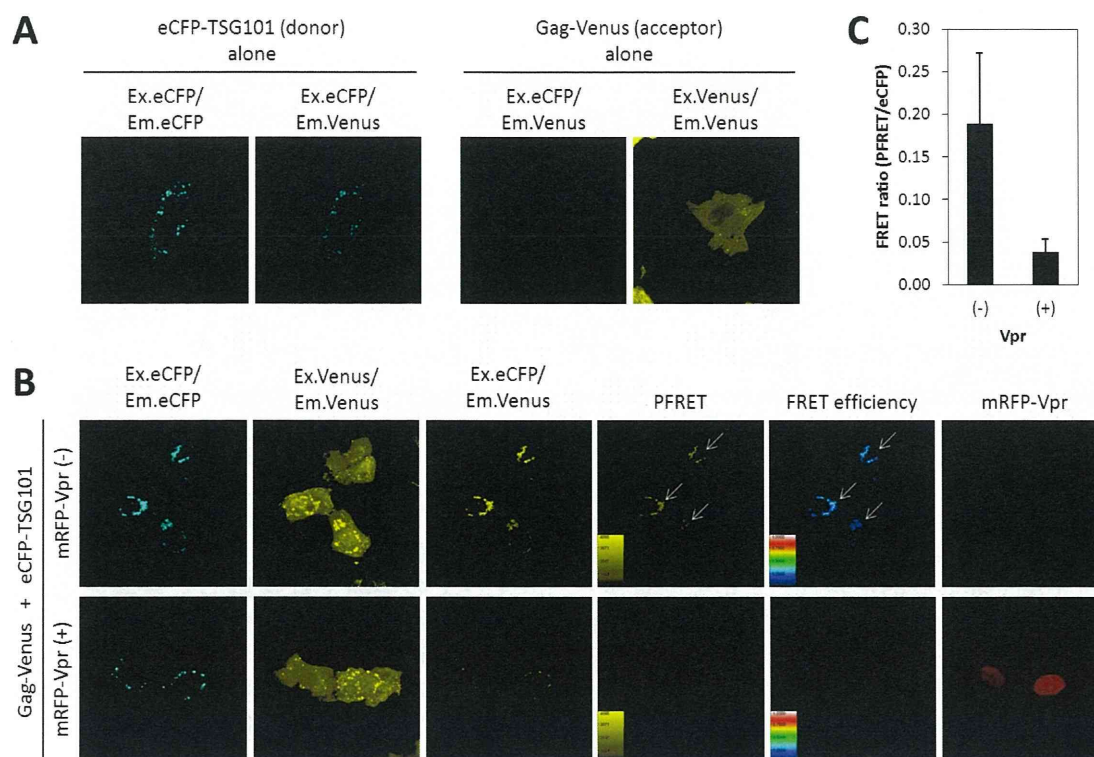 A
eCFP-TSG101 (donor)
alone
Gag-Venus (acceptor)
alone
Ex.eCFP/
Em.eCFP
Ex.eCFP/
Em.Venus
Ex.eCFP/
Em.Venus
Ex.Venus/
Em.Venus
C
FRET ratio (PFRET/eCFP)
0.30
0.25
0.20
0.15
0.10
0.05
0.00
(-)
(+)
Vpr
B
Ex.eCFP/
Em.eCFP
Ex.Venus/
Em.Venus
Ex.eCFP/
Em.Venus
PFRET
FRET efficiency
mRFP-Vpr
Gag-Venus + eCFP-TSG101
mRFP-Vpr (-)
mRFP-Vpr (+)